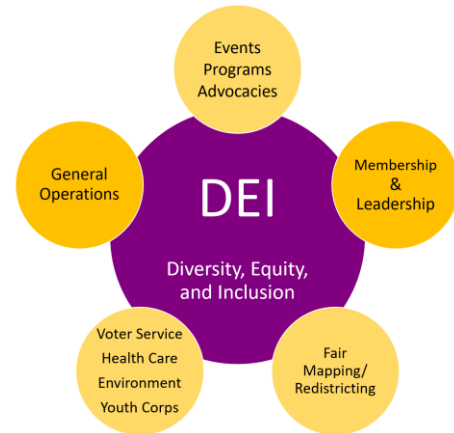 Events
Programs
Advocacies
General
Operations
DEI
Diversity, Equity,
and Inclusion
Membership
&
Leadership
Voter Service
Health Care
Environment
Youth Corps
Fair
Mapping/
Redistricting